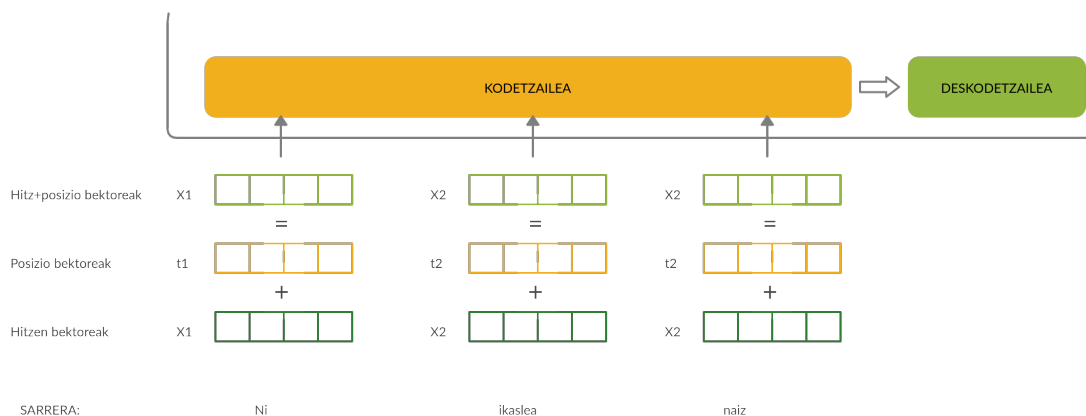 KODETZAILEA
DESKODETZAILEA
Hitz+posizio bektoreak X1 X2 X2
= = =
Posizio bektoreak t1 t2 t2
+ + +
Hitzen bektoreak X1 X2 X2
SARRERA: Ni ikaslea naiz